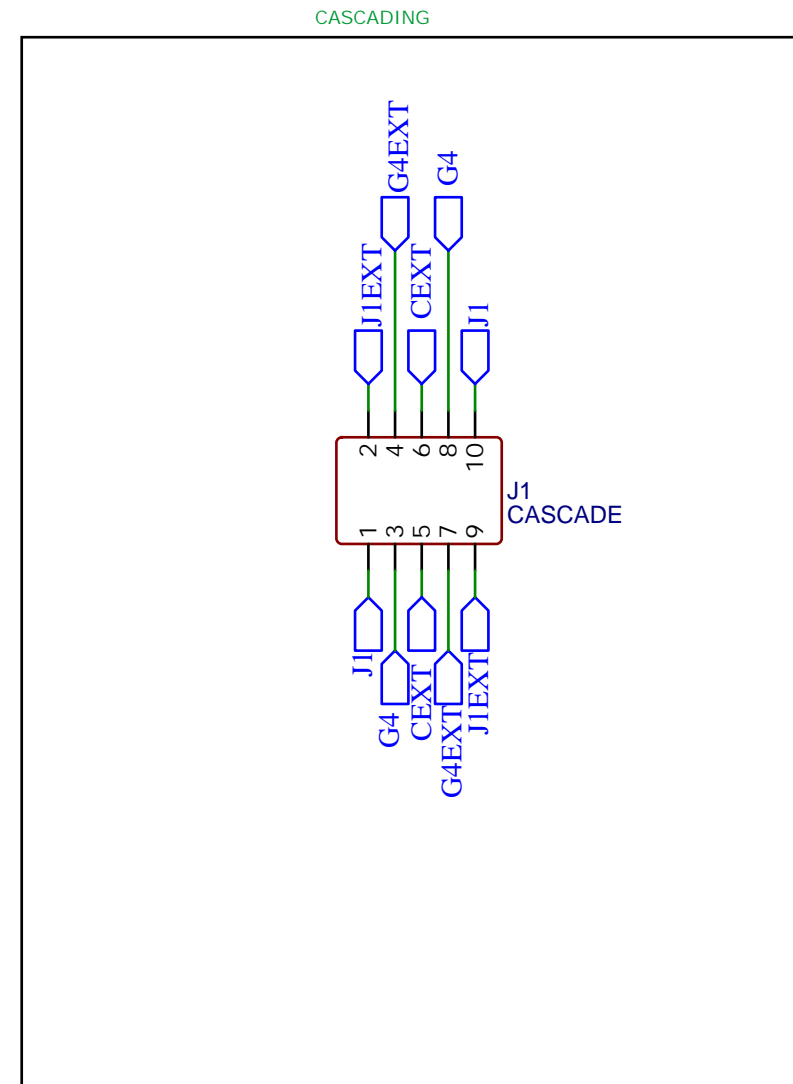 CASCADING
G4EXT
G4
J1EXT
CEXT
J1
2
4
6
8
10
J1
CASCADE
1
3
5
7
9
J1
G4
CEXT
G4EXT
J1EXT